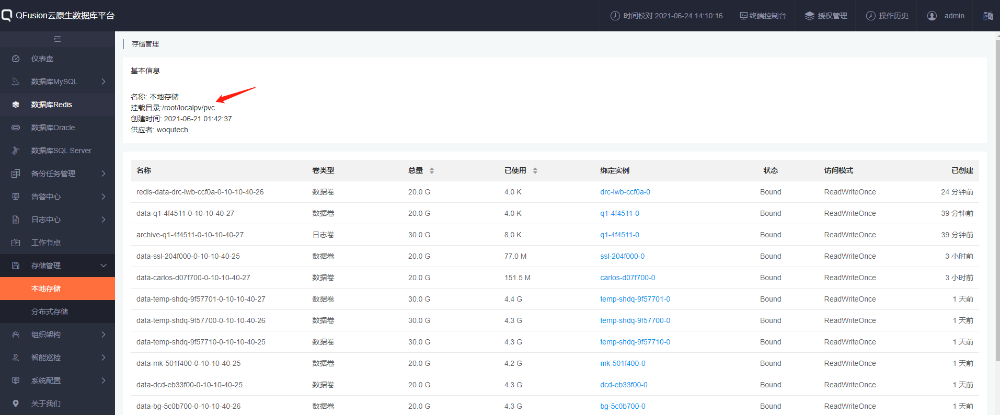 QFusion云原生数据库平台
时间校对 2021-06-24 14:10:16
终端控制台
授权管理
操作历史
admin
仪表盘
数据库MySQL
数据库Redis
数据库Oracle
数据库SQL Server
备份任务管理
告警中心
日志中心
工作节点
存储管理
本地存储
分布式存储
组织架构
智能巡检
系统配置
关于我们
存储管理
基本信息
名称: 本地存储
挂载目录:/root/localpv/pvc
创建时间: 2021-06-21 01:42:37
供应者: woqutech
名称 卷类型 总量 已使用 绑定实例 状态 访问模式 已创建
redis-data-drc-lwb-ccf0a-0-10-10-40-26 数据卷 20.0 G 4.0 K drc-lwb-ccf0a-0 Bound ReadWriteOnce 24 分钟前
data-q1-4f4511-0-10-10-40-27 数据卷 20.0 G 4.0 K q1-4f4511-0 Bound ReadWriteOnce 39 分钟前
archive-q1-4f4511-0-10-10-40-27 日志卷 30.0 G 8.0 K q1-4f4511-0 Bound ReadWriteOnce 39 分钟前
data-ssl-204f000-0-10-10-40-25 数据卷 20.0 G 77.0 M ssl-204f000-0 Bound ReadWriteOnce 3 小时前
data-carlos-d07f700-0-10-10-40-27 数据卷 20.0 G 151.5 M carlos-d07f700-0 Bound ReadWriteOnce 3 小时前
data-temp-shdq-9f57701-0-10-10-40-27 数据卷 30.0 G 4.4 G temp-shdq-9f57701-0 Bound ReadWriteOnce 1 天前
data-temp-shdq-9f57700-0-10-10-40-26 数据卷 30.0 G 4.3 G temp-shdq-9f57700-0 Bound ReadWriteOnce 1 天前
data-temp-shdq-9f57710-0-10-10-40-25 数据卷 30.0 G 4.3 G temp-shdq-9f57710-0 Bound ReadWriteOnce 1 天前
data-mk-501f400-0-10-10-40-25 数据卷 20.0 G 4.2 G mk-501f400-0 Bound ReadWriteOnce 1 天前
data-dcd-eb33f00-0-10-10-40-25 数据卷 20.0 G 4.3 G dcd-eb33f00-0 Bound ReadWriteOnce 1 天前
data-bg-5c0b700-0-10-10-40-26 数据卷 20.0 G 4.3 G bg-5c0b700-0 Bound ReadWriteOnce 1 天前